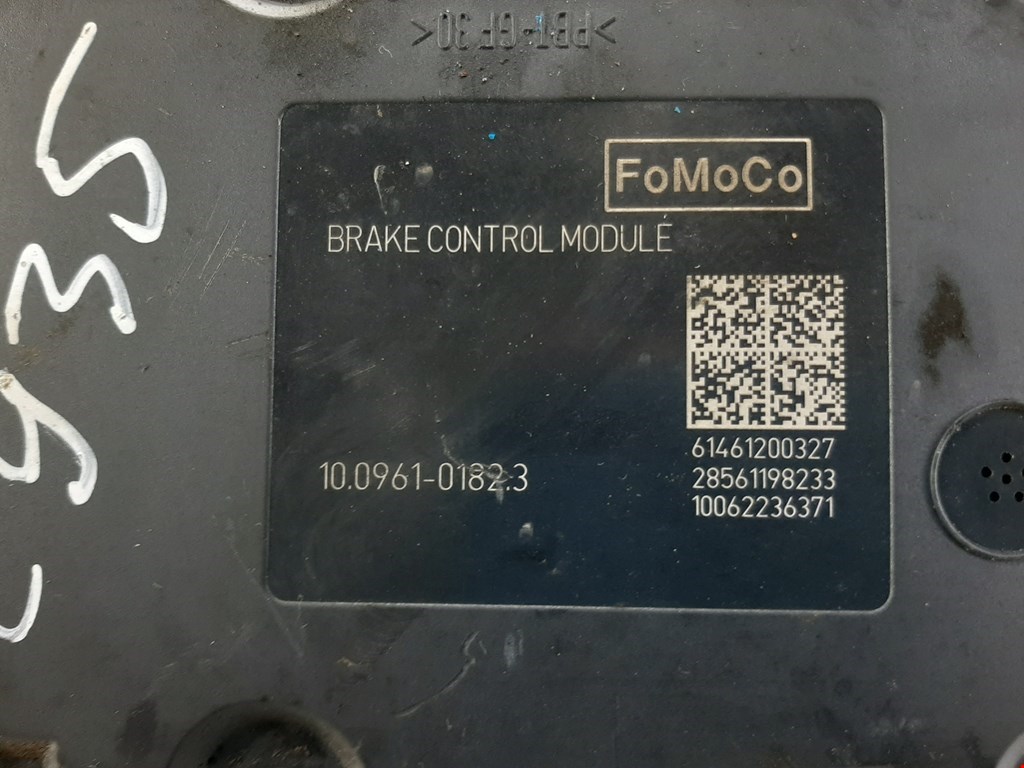 >PBT-GF30<
FoMoCo
BRAKE CONTROL MODULE
10.0961-0182.3
61461200327
28561198233
10062236371